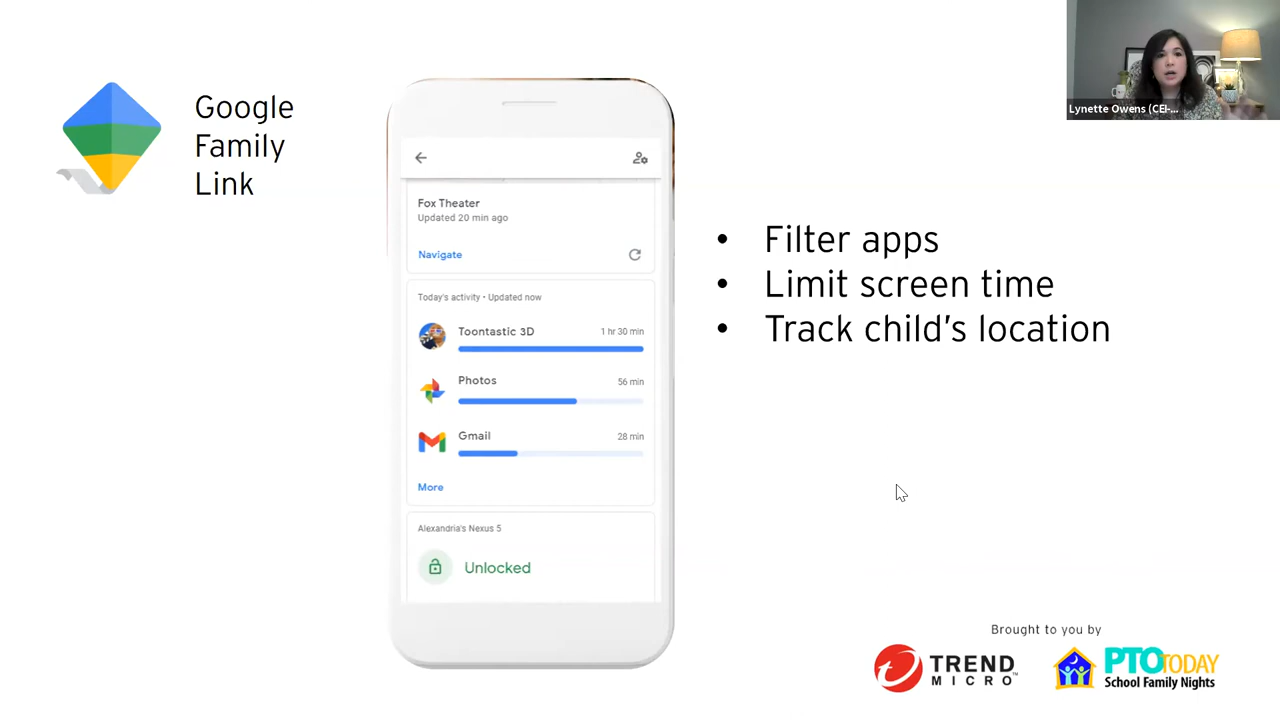 Google
Family
Link
Fox Theater
Updated 20 min ago
Navigate
Today's activity • Updated now
Toontastic 3D 1 hr 30 min
Photos 56 min
Gmail 28 min
More
Alexandria's Nexus 5
Unlocked
• Filter apps
• Limit screen time
• Track child's location
Lynette Owens (CEI-...
Brought to you by
TREND
MICRO™
PTO TODAY
School Family Nights